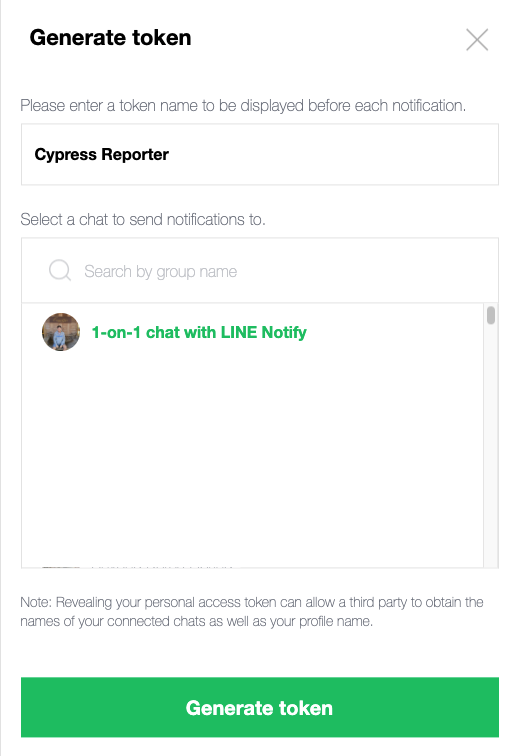 Generate token
Please enter a token name to be displayed before each notification.
Cypress Reporter
Select a chat to send notifications to.
Search by group name
1-on-1 chat with LINE Notify
Note: Revealing your personal access token can allow a third party to obtain the
names of your connected chats as well as your profile name.
Generate token